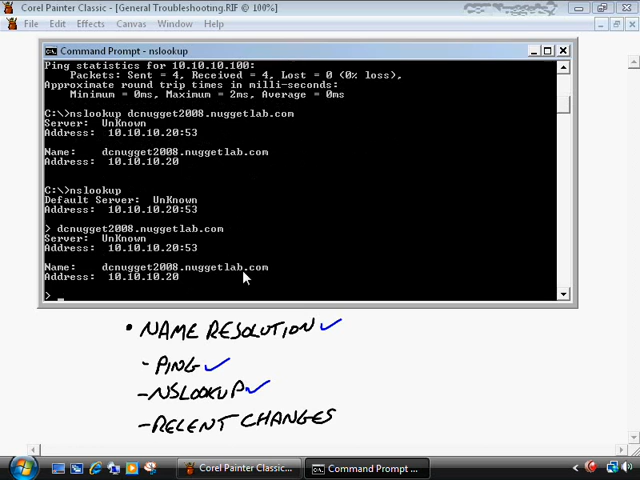 Corel Painter Classic - [General Troubleshooting.RIF @ 100%]
File Edit Effects Canvas Window Help
Command Prompt - nslookup
Ping statistics for 10.10.10.100:
Packets: Sent = 4, Received = 4, Lost = 0 (0% loss),
Approximate round trip times in milli-seconds:
Minimum = 0ms, Maximum = 2ms, Average = 0ms
C:\>nslookup dcnugget2008.nuggetlab.com
Server: UnKnown
Address: 10.10.10.20:53
Name: dcnugget2008.nuggetlab.com
Address: 10.10.10.20
C:\>nslookup
Default Server: UnKnown
Address: 10.10.10.20:53
> dcnugget2008.nuggetlab.com
Server: UnKnown
Address: 10.10.10.20:53
Name: dcnugget2008.nuggetlab.com
Address: 10.10.10.20
> _
• NAME RESOLUTION ✓
- PING ✓
- NSLOOKUP ✓
- RECENT CHANGES
Corel Painter Classic... Command Prompt - ...